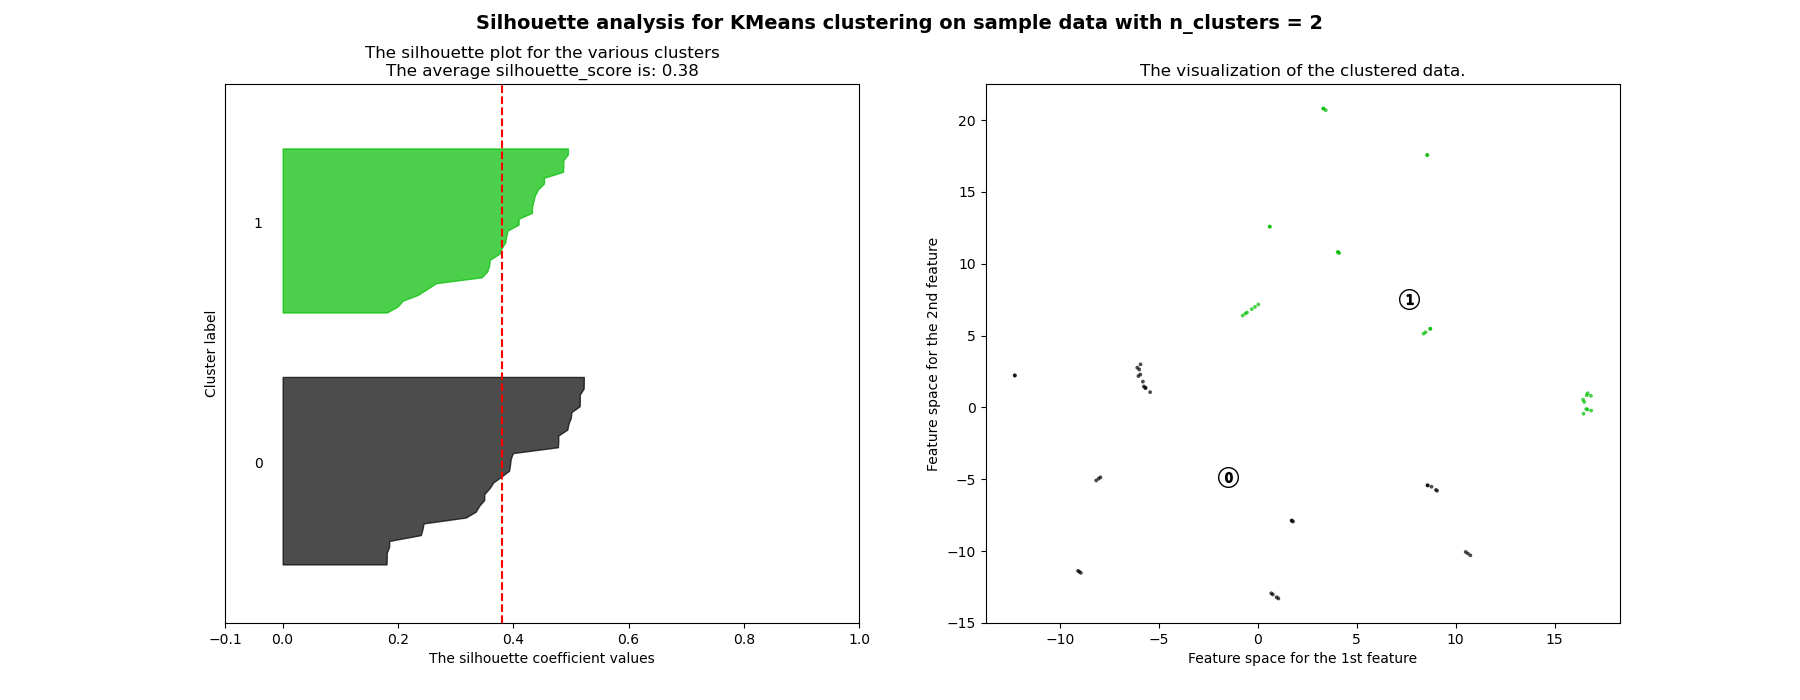 Silhouette analysis for KMeans clustering on sample data with n_clusters = 2
The silhouette plot for the various clusters
The average silhouette_score is: 0.38
Cluster label
1
0
−0.1 0.0 0.2 0.4 0.6 0.8 1.0
The silhouette coefficient values
The visualization of the clustered data.
Feature space for the 2nd feature
20
15
10
5
0
−5
−10
−15
1
0
−10 −5 0 5 10 15
Feature space for the 1st feature